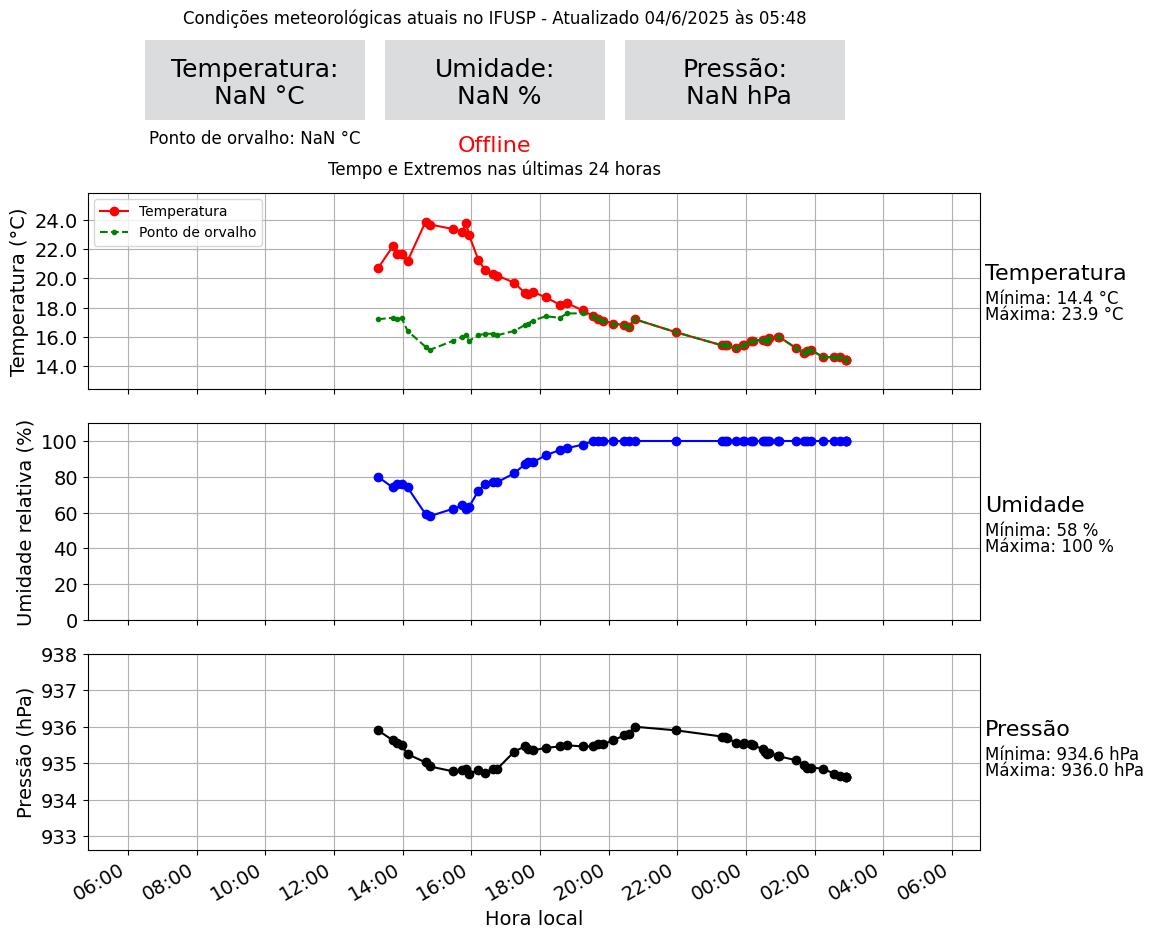 Condições meteorológicas atuais no IFUSP - Atualizado 04/6/2025 às 05:48
Temperatura:
NaN °C
Umidade:
NaN %
Pressão:
NaN hPa
Ponto de orvalho: NaN °C
Offline
Tempo e Extremos nas últimas 24 horas
Temperatura (°C)
24.0
22.0
20.0
18.0
16.0
14.0
Temperatura
Ponto de orvalho
Temperatura
Mínima: 14.4 °C
Máxima: 23.9 °C
Umidade relativa (%)
100
80
60
40
20
0
Umidade
Mínima: 58 %
Máxima: 100 %
Pressão (hPa)
938
937
936
935
934
933
Pressão
Mínima: 934.6 hPa
Máxima: 936.0 hPa
06:00
08:00
10:00
12:00
14:00
16:00
18:00
20:00
22:00
00:00
02:00
04:00
06:00
Hora local